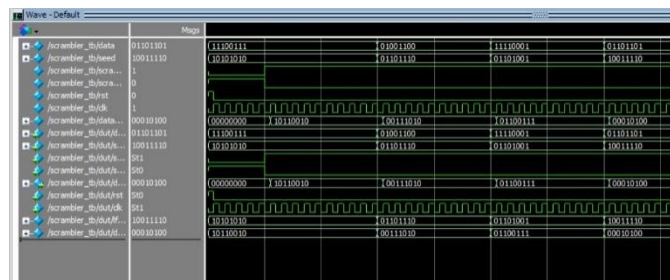 Wave - Default
Msgs
/scrambler_tb/data 01101101 11100111 01001100 11110001 01101101
/scrambler_tb/seed 10011110 10101010 01101110 01101001 10011110
/scrambler_tb/scra... 1
/scrambler_tb/scra... 0
/scrambler_tb/rst 0
/scrambler_tb/clk 1
/scrambler_tb/data... 00010100 00000000 10110010 00111010 01100111 00010100
/scrambler_tb/dut/d... 01101101 11100111 01001100 11110001 01101101
/scrambler_tb/dut/s... 10011110 10101010 01101110 01101001 10011110
/scrambler_tb/dut/s... St1
/scrambler_tb/dut/s... St0
/scrambler_tb/dut/d... 00010100 00000000 10110010 00111010 01100111 00010100
/scrambler_tb/dut/rst St0
/scrambler_tb/dut/clk St1
/scrambler_tb/dut/lf... 10011110 10101010 01101110 01101001 10011110
/scrambler_tb/dut/d... 00010100 10110010 00111010 01100111 00010100